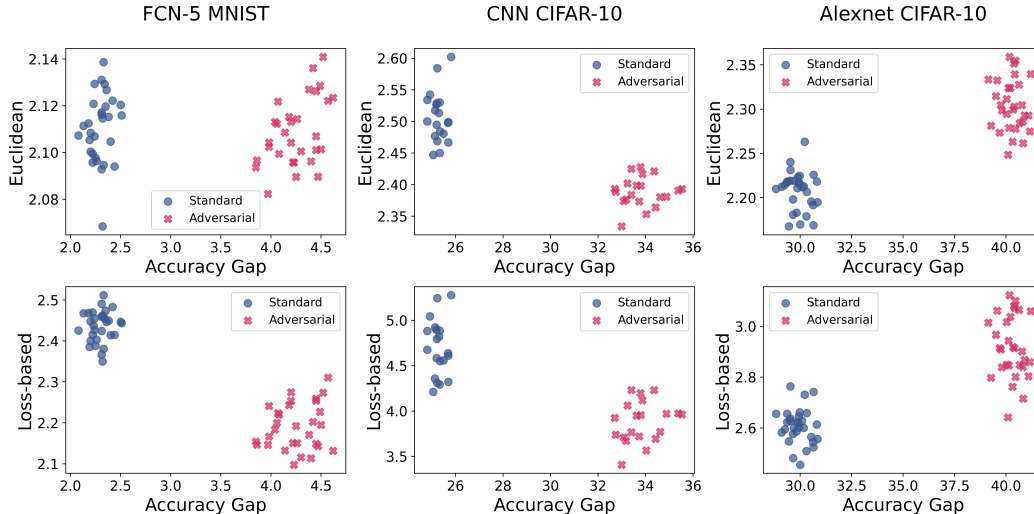 FCN-5 MNIST
CNN CIFAR-10
Alexnet CIFAR-10
Euclidean
2.14
2.12
2.10
2.08
Standard
Adversarial
2.0 2.5 3.0 3.5 4.0 4.5
Accuracy Gap
Euclidean
2.60
2.55
2.50
2.45
2.40
2.35
Standard
Adversarial
26 28 30 32 34 36
Accuracy Gap
Euclidean
2.35
2.30
2.25
2.20
Standard
Adversarial
30.0 32.5 35.0 37.5 40.0
Accuracy Gap
Loss-based
2.5
2.4
2.3
2.2
2.1
Standard
Adversarial
2.0 2.5 3.0 3.5 4.0 4.5
Accuracy Gap
Loss-based
5.0
4.5
4.0
3.5
Standard
Adversarial
26 28 30 32 34 36
Accuracy Gap
Loss-based
3.0
2.8
2.6
Standard
Adversarial
30.0 32.5 35.0 37.5 40.0
Accuracy Gap